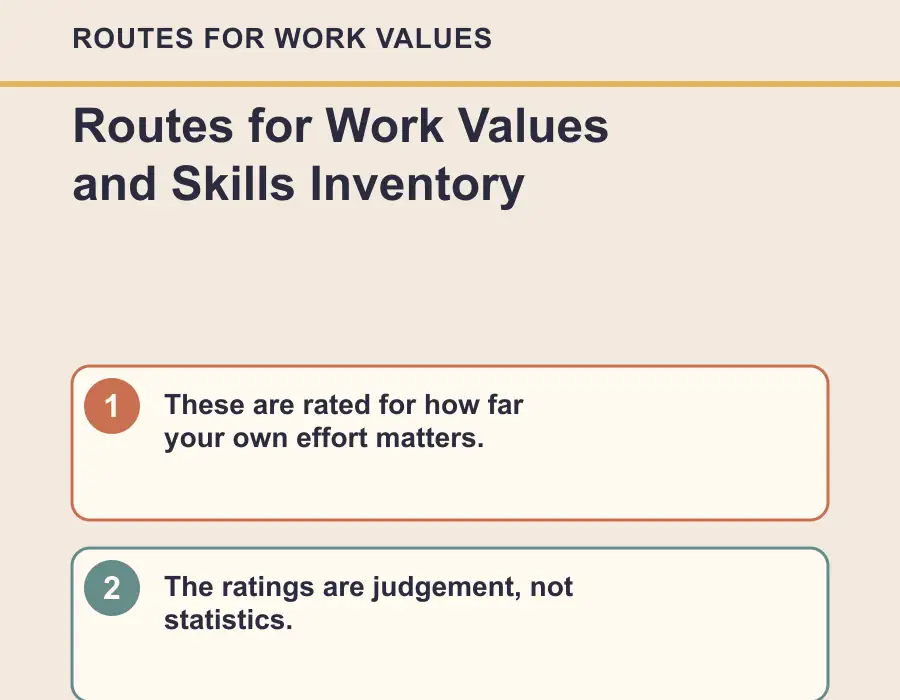 ROUTES FOR WORK VALUES
Routes for Work Values
and Skills Inventory
1
These are rated for how far
your own effort matters.
2
The ratings are judgement, not
statistics.